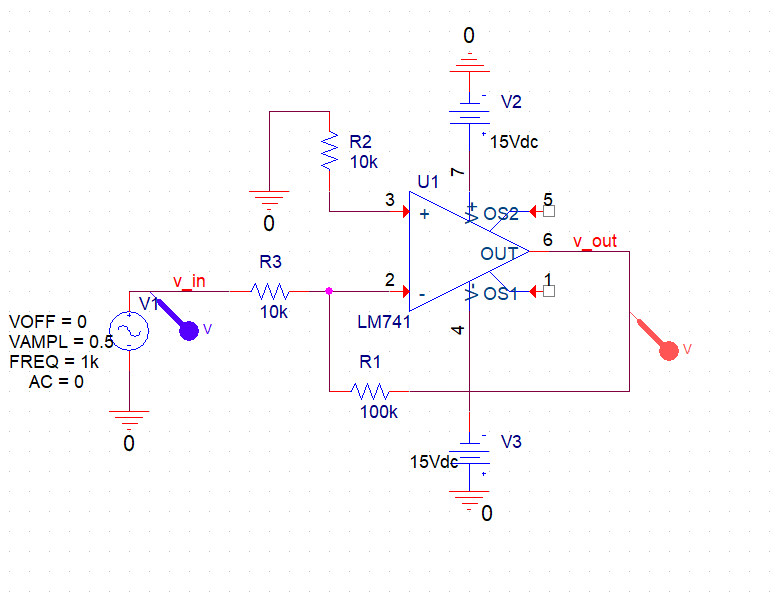 0
-
V2
+
15Vdc
R2
10k
7
U1
3
+
V+
OS2
5
0
6
v_out
OUT
R3
v_in
2
-
V-
OS1
1
10k
V1
+
-
V
LM741
4
VOFF = 0
VAMPL = 0.5
FREQ = 1k
AC = 0
V
R1
100k
0
-
V3
15Vdc
+
0